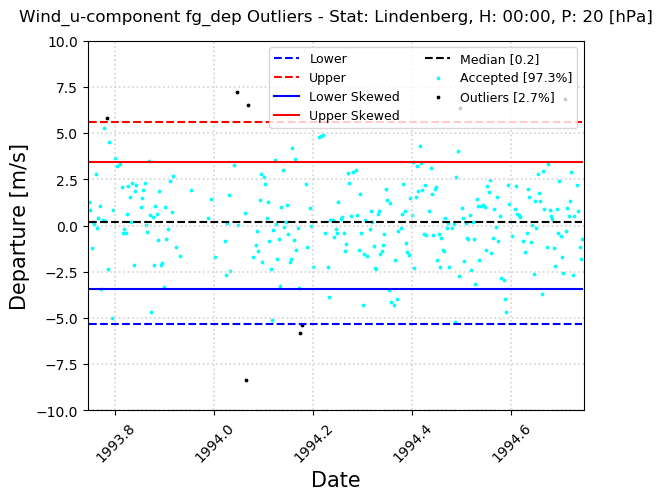 Wind_u-component fg_dep Outliers - Stat: Lindenberg, H: 00:00, P: 20 [hPa]
Lower
Upper
Lower Skewed
Upper Skewed
Median [0.2]
Accepted [97.3%]
Outliers [2.7%]
Departure [m/s]
10.0
7.5
5.0
2.5
0.0
−2.5
−5.0
−7.5
−10.0
1993.8
1994.0
1994.2
1994.4
1994.6
Date